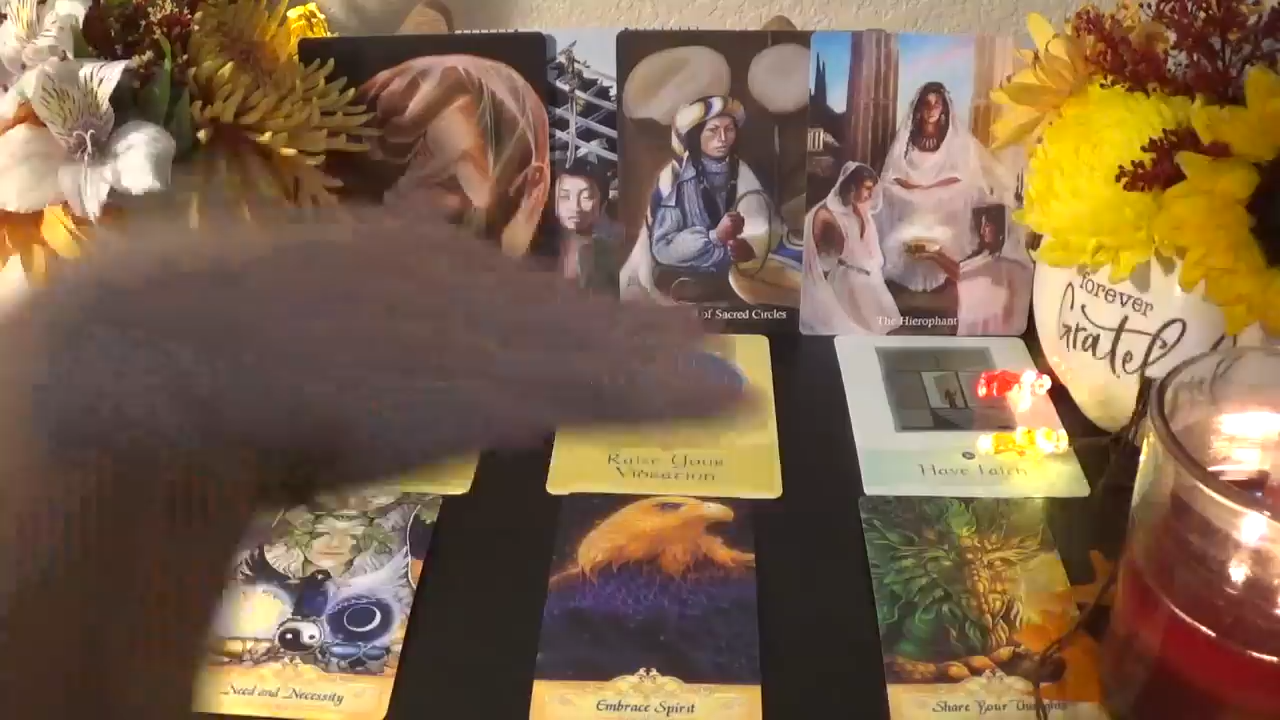 of Sacred Circles
The Hierophant
forever
Grateful
Raise Your
Vibration
Have Faith
Need and Necessity
Embrace Spirit
Share Your Thoughts